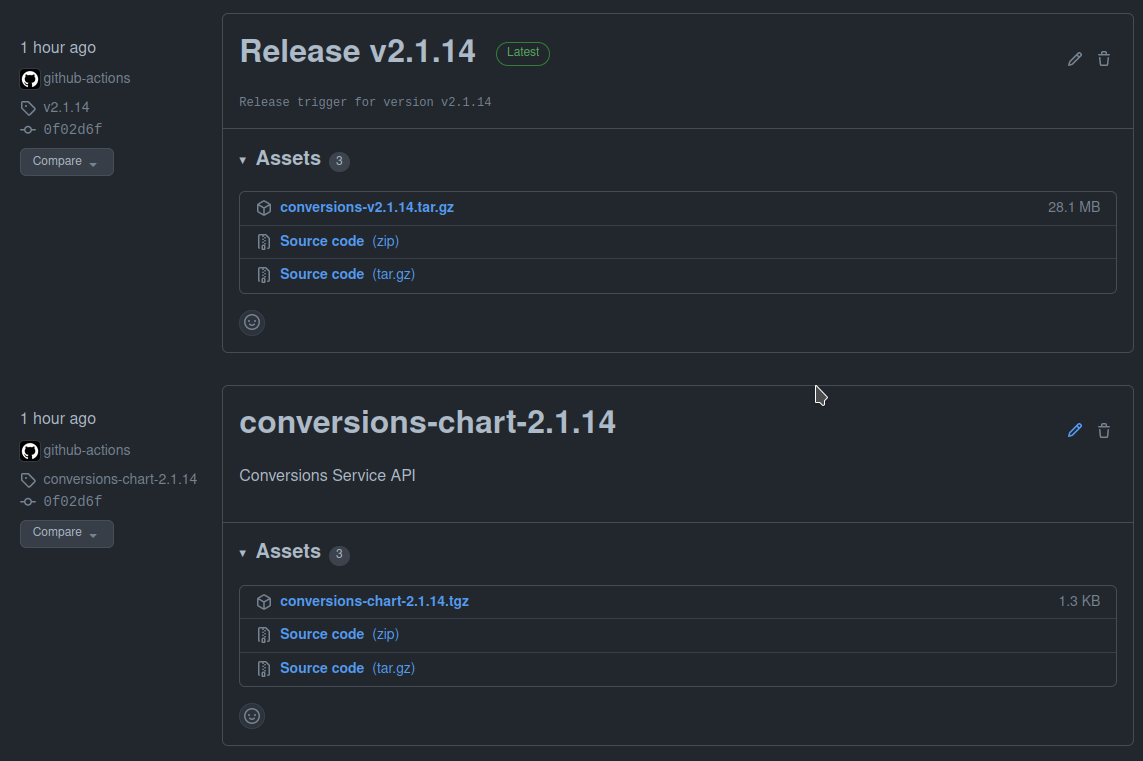 1 hour ago
github-actions
v2.1.14
0f02d6f
Compare
Release v2.1.14 Latest
Release trigger for version v2.1.14
Assets 3
conversions-v2.1.14.tar.gz 28.1 MB
Source code (zip)
Source code (tar.gz)
1 hour ago
github-actions
conversions-chart-2.1.14
0f02d6f
Compare
conversions-chart-2.1.14
Conversions Service API
Assets 3
conversions-chart-2.1.14.tgz 1.3 KB
Source code (zip)
Source code (tar.gz)